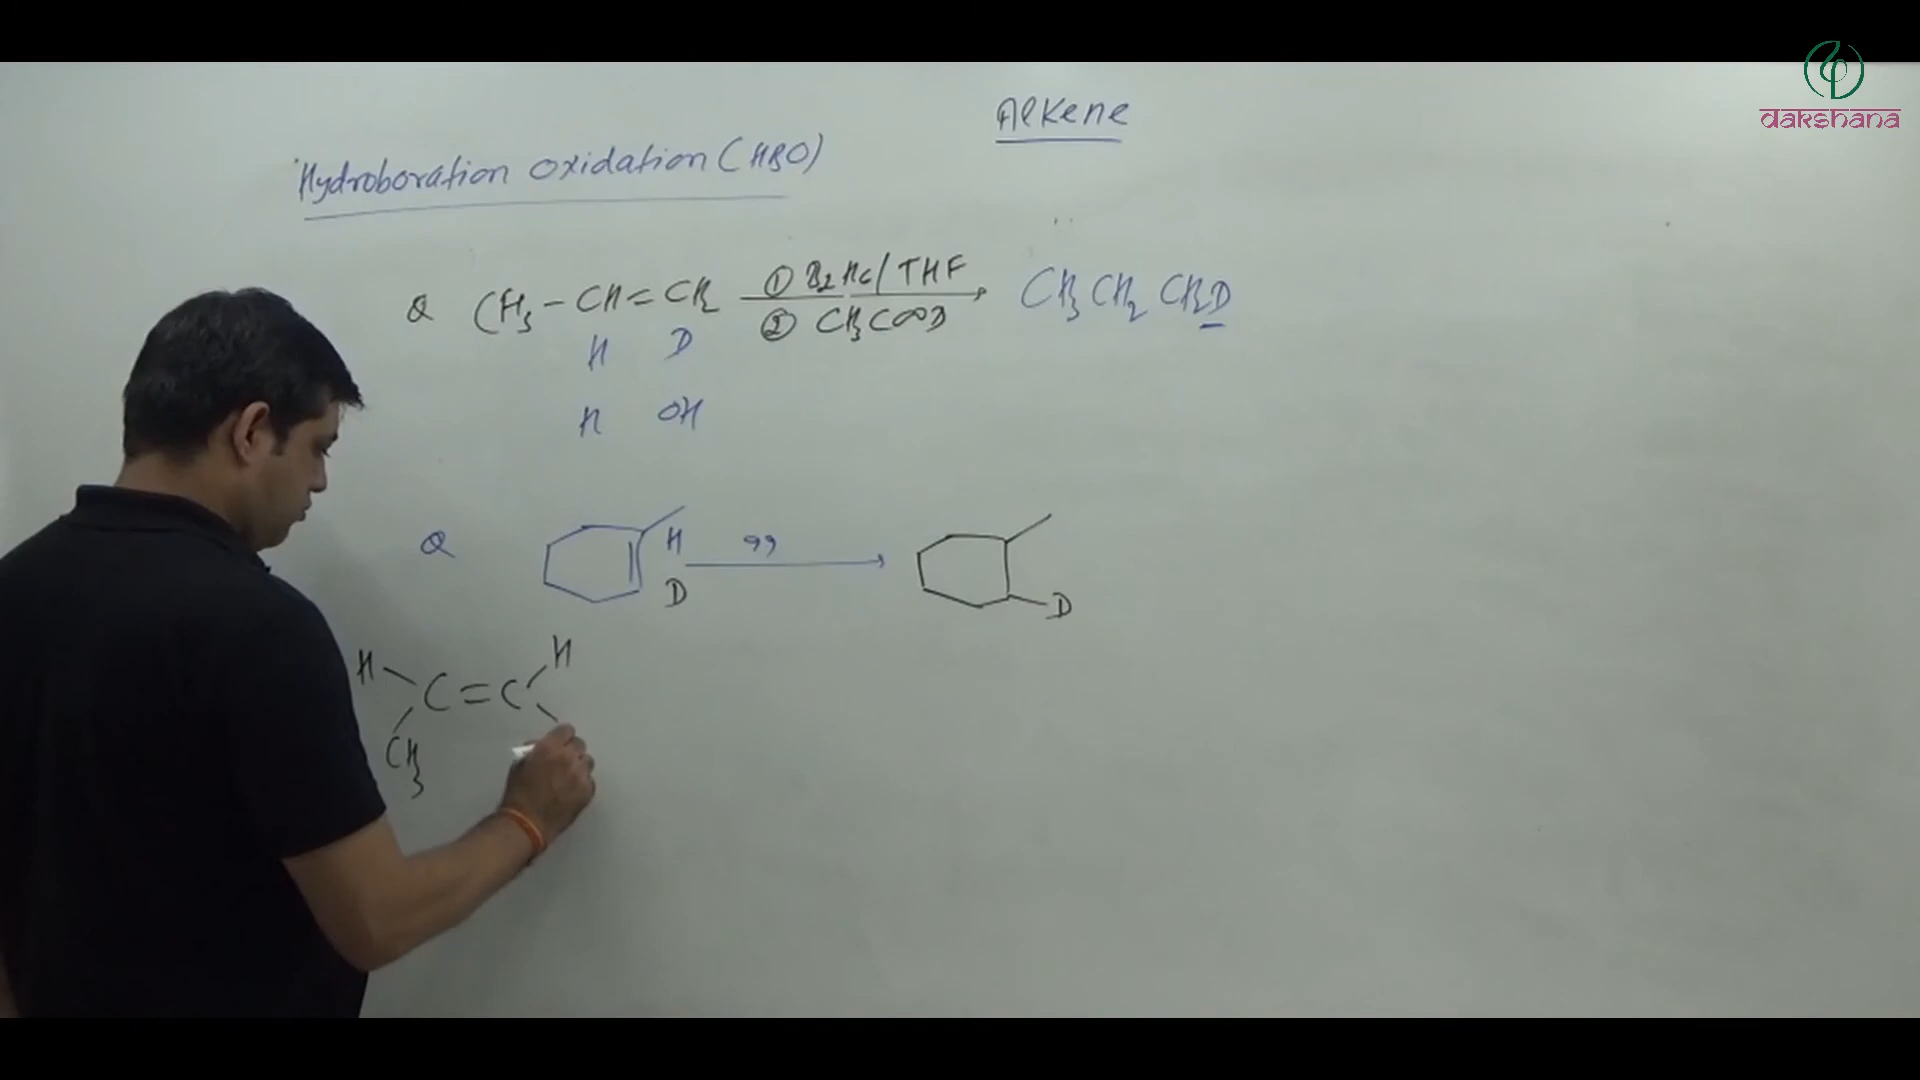 dakshana
Alkene
Hydroboration Oxidation (HBO)
Q CH3 - CH = CH2 ① B2H6/THF ② CH3COOD CH3CH2CH2D
H D
H OH
Q H D ,, D
H H
C = C
CH3